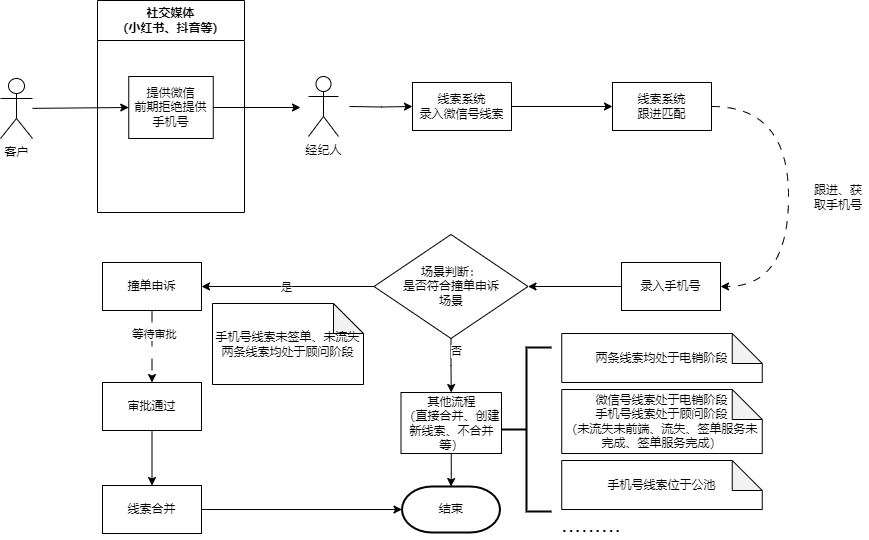 社交媒体
（小红书、抖音等）
提供微信
前期拒绝提供
手机号
客户
经纪人
线索系统
录入微信号线索
线索系统
跟进匹配
跟进、获
取手机号
录入手机号
场景判断：
是否符合撞单申诉
场景
是
撞单申诉
手机号线索未签单、未流失
两条线索均处于顾问阶段
等待审批
否
审批通过
其他流程
（直接合并、创建
新线索、不合并
等）
两条线索均处于电销阶段
微信号线索处于电销阶段
手机号线索处于顾问阶段
（未流失未前端、流失、签单服务未
完成、签单服务完成）
手机号线索位于公池
线索合并
结束
………